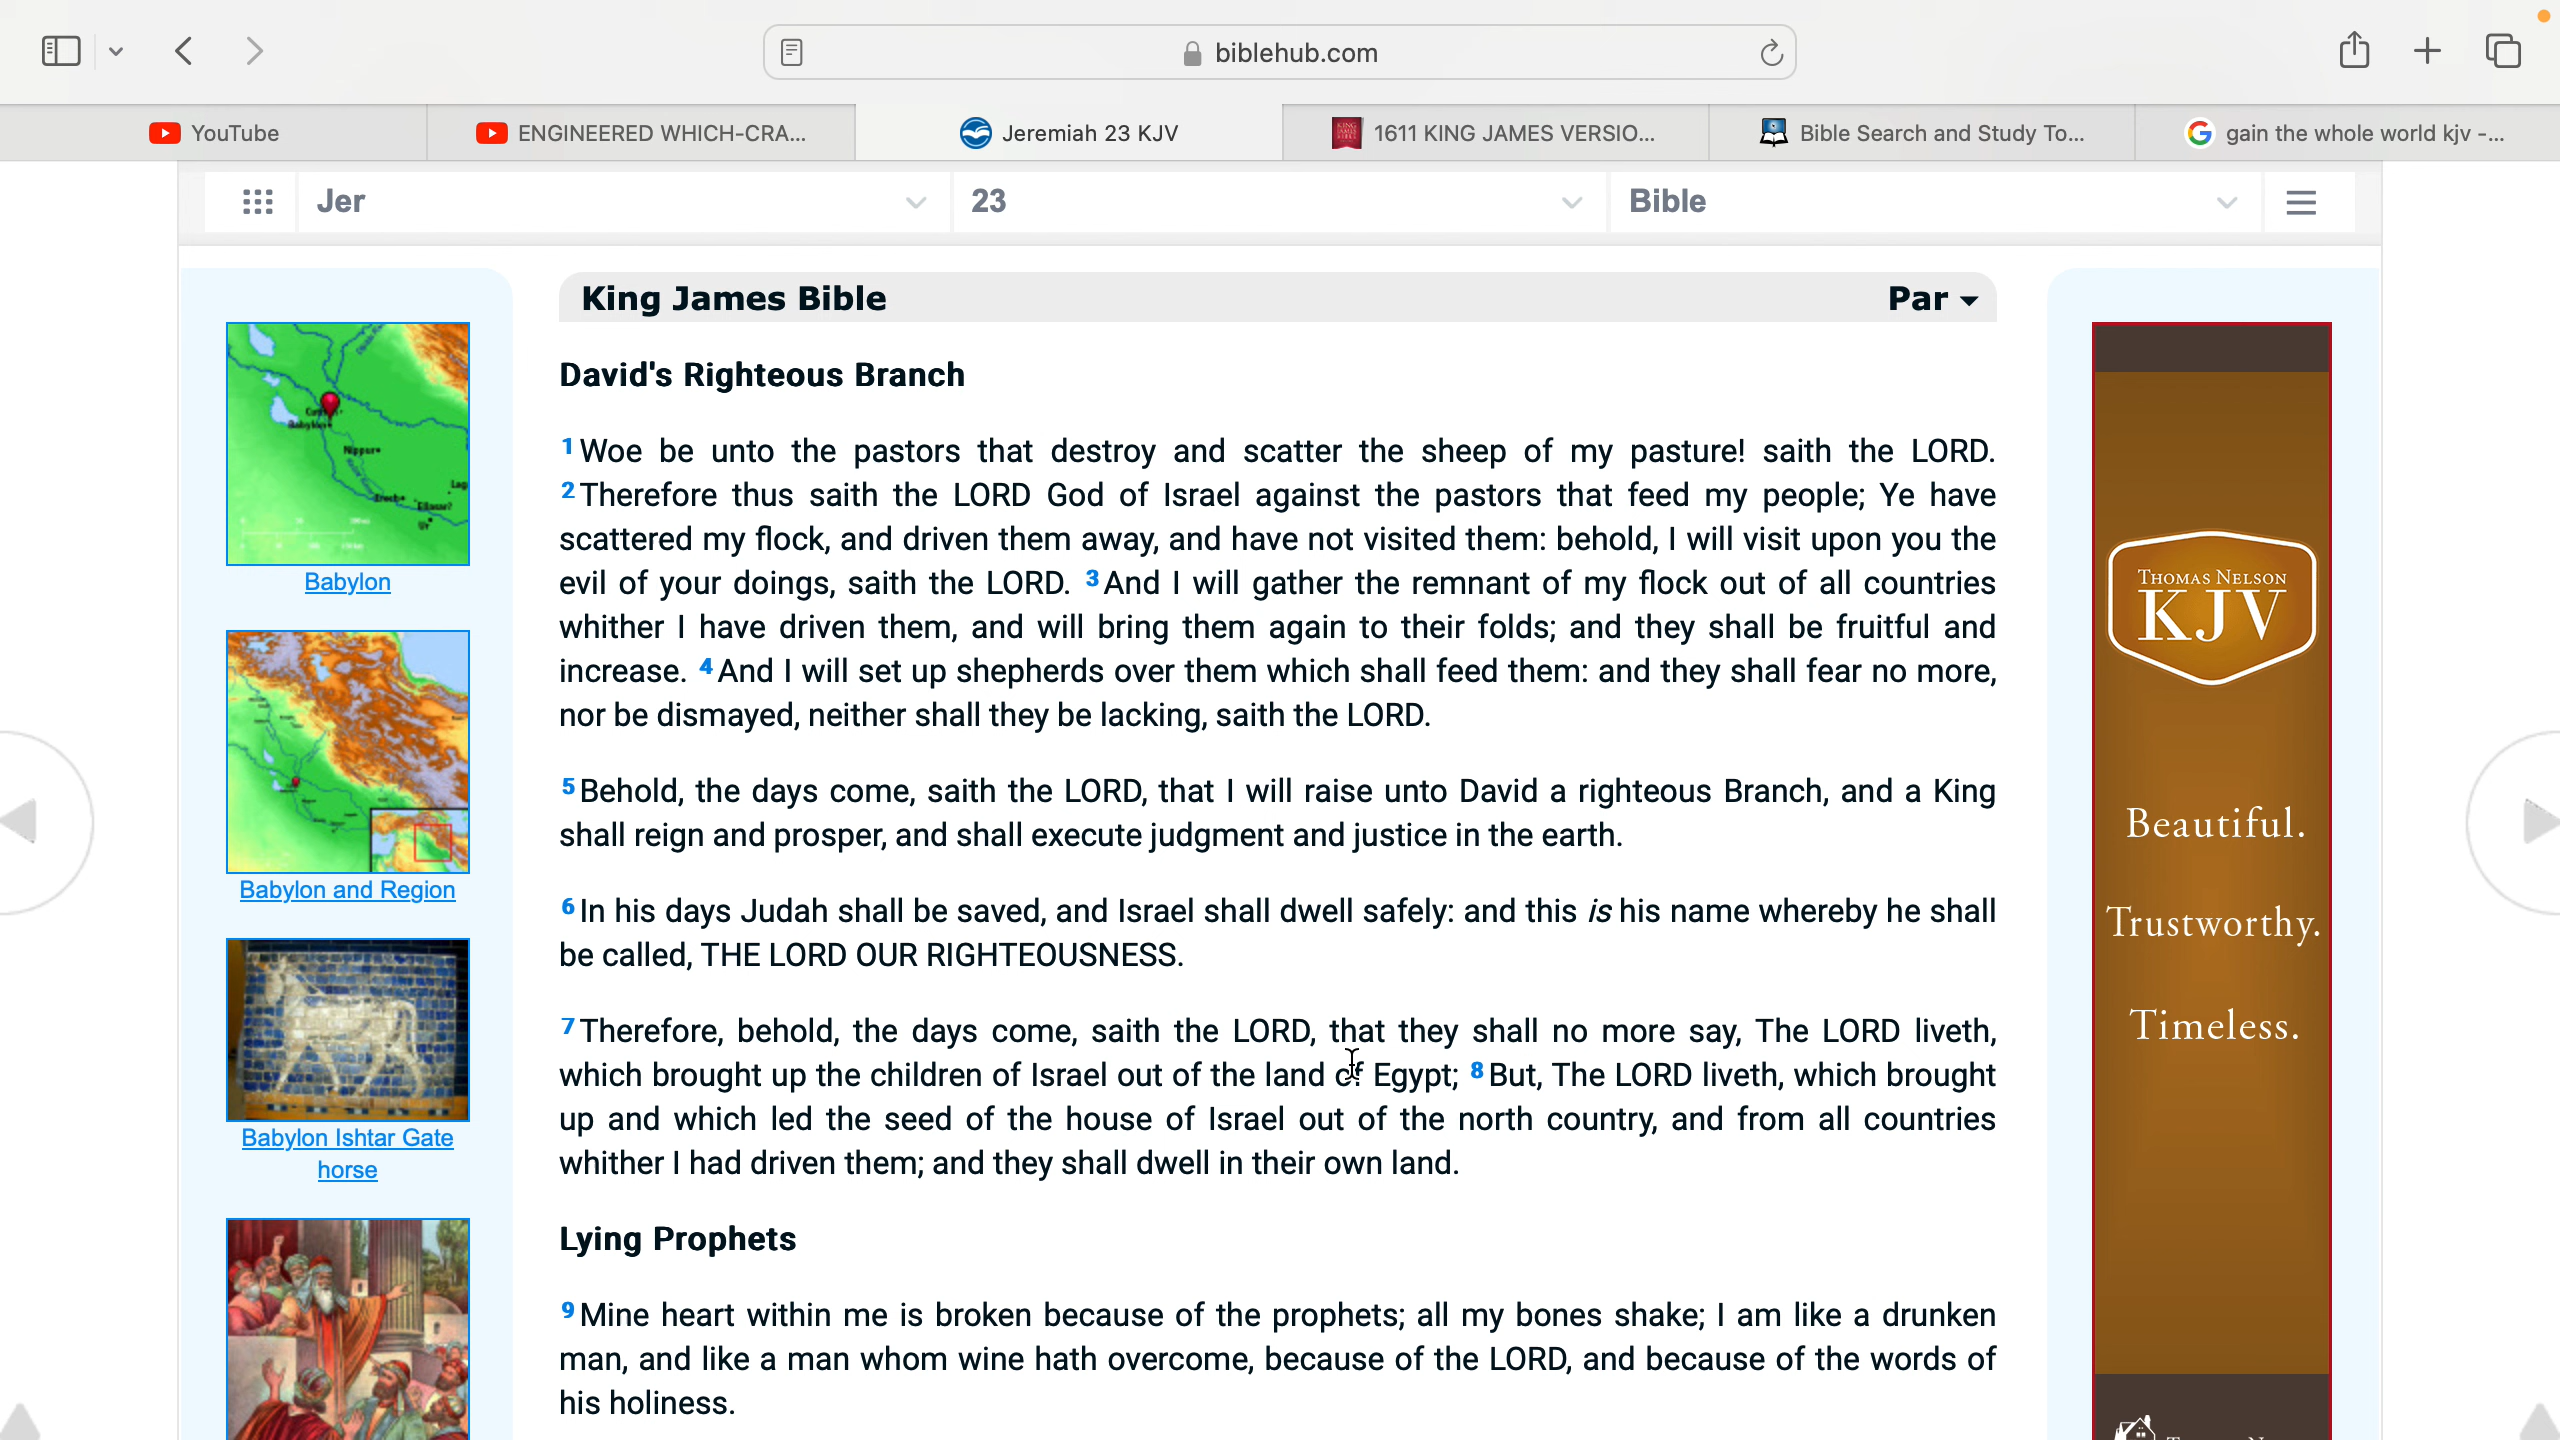 biblehub.com
YouTube
ENGINEERED WHICH-CRA...
Jeremiah 23 KJV
1611 KING JAMES VERSIO...
Bible Search and Study To...
gain the whole world kjv -...
Jer
23
Bible
King James Bible
Par
David's Righteous Branch
1 Woe be unto the pastors that destroy and scatter the sheep of my pasture! saith the LORD.
2 Therefore thus saith the LORD God of Israel against the pastors that feed my people; Ye have
scattered my flock, and driven them away, and have not visited them: behold, I will visit upon you the
evil of your doings, saith the LORD. 3 And I will gather the remnant of my flock out of all countries
whither I have driven them, and will bring them again to their folds; and they shall be fruitful and
increase. 4 And I will set up shepherds over them which shall feed them: and they shall fear no more,
nor be dismayed, neither shall they be lacking, saith the LORD.
5 Behold, the days come, saith the LORD, that I will raise unto David a righteous Branch, and a King
shall reign and prosper, and shall execute judgment and justice in the earth.
6 In his days Judah shall be saved, and Israel shall dwell safely: and this is his name whereby he shall
be called, THE LORD OUR RIGHTEOUSNESS.
7 Therefore, behold, the days come, saith the LORD, that they shall no more say, The LORD liveth,
which brought up the children of Israel out of the land of Egypt; 8 But, The LORD liveth, which brought
up and which led the seed of the house of Israel out of the north country, and from all countries
whither I had driven them; and they shall dwell in their own land.
Lying Prophets
9 Mine heart within me is broken because of the prophets; all my bones shake; I am like a drunken
man, and like a man whom wine hath overcome, because of the LORD, and because of the words of
his holiness.
Babylon
Nippur
Babylon
Babylon and Region
Babylon Ishtar Gate
horse
THOMAS NELSON
KJV
Beautiful.
Trustworthy.
Timeless.